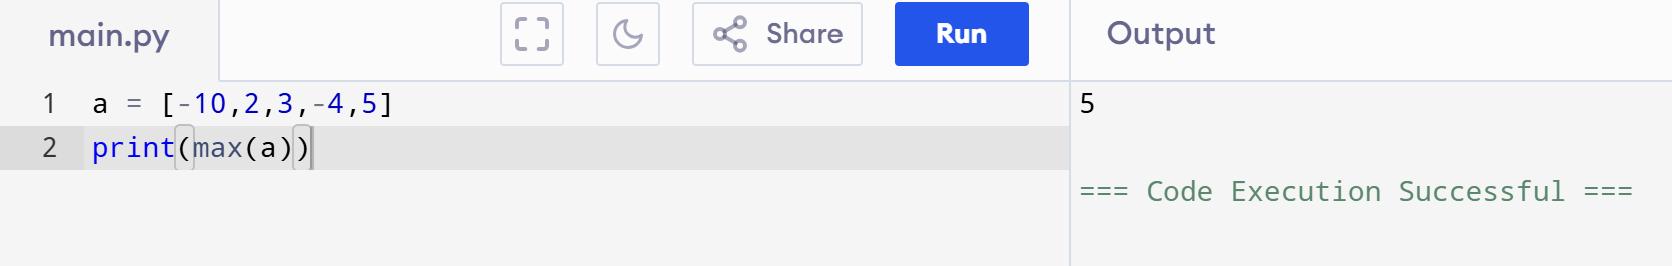 main.py
Share
Run
Output
1 a = [-10,2,3,-4,5]
2 print(max(a))
5
=== Code Execution Successful ===